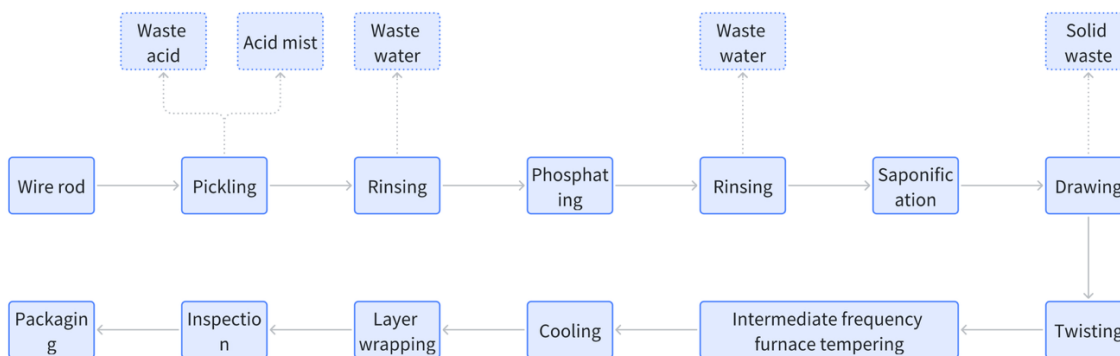 Waste
acid
Acid mist
Waste
water
Waste
water
Solid
waste
Wire rod
Pickling
Rinsing
Phosphat
ing
Rinsing
Saponific
ation
Drawing
Packagin
g
Inspectio
n
Layer
wrapping
Cooling
Intermediate frequency
furnace tempering
Twisting